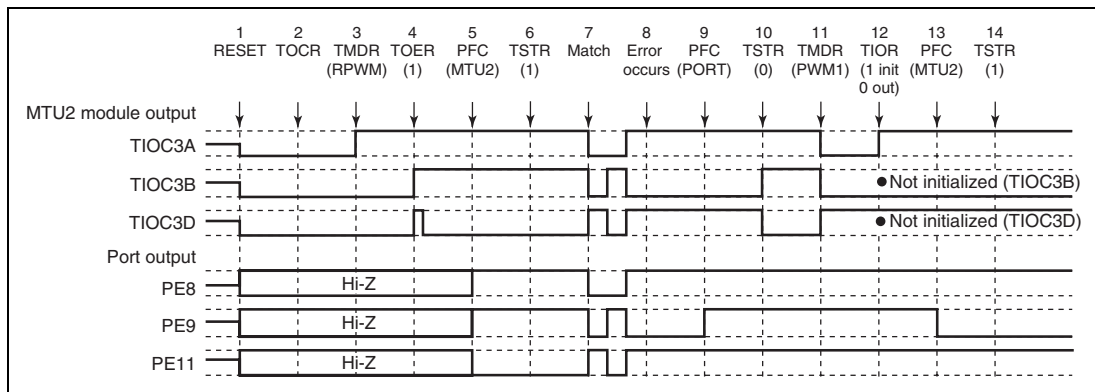 1 2 3 4 5 6 7 8 9 10 11 12 13 14
RESET TOCR TMDR TOER PFC TSTR Match Error PFC TSTR TMDR TIOR PFC TSTR
(RPWM) (1) (MTU2) (1) occurs (PORT) (0) (PWM1) (1 init (MTU2) (1)
0 out)
MTU2 module output
TIOC3A
TIOC3B ●Not initialized (TIOC3B)
TIOC3D ●Not initialized (TIOC3D)
Port output
PE8 Hi-Z
PE9 Hi-Z
PE11 Hi-Z